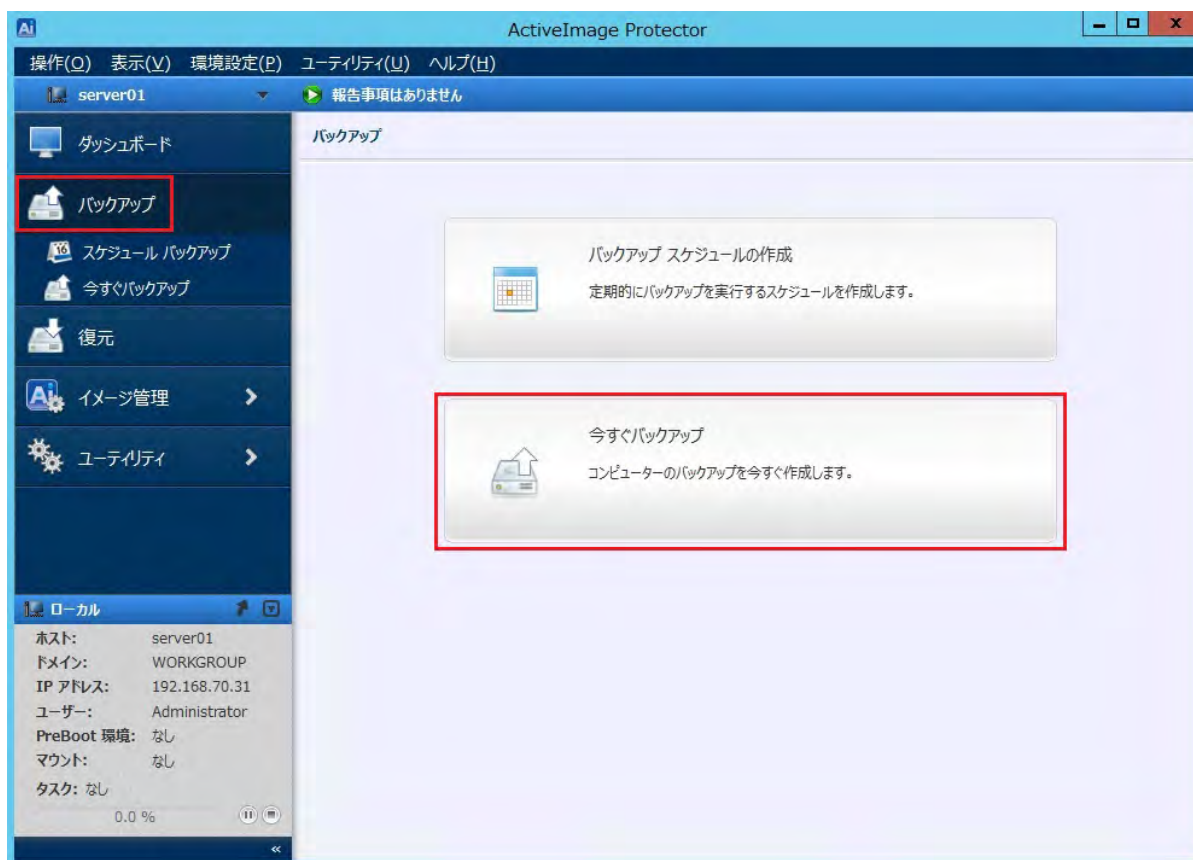 ActiveImage Protector
操作(O) 表示(V) 環境設定(P) ユーティリティ(U) ヘルプ(H)
server01
報告事項はありません
ダッシュボード
バックアップ
スケジュール バックアップ
今すぐバックアップ
復元
イメージ管理
ユーティリティ
バックアップ
バックアップ スケジュールの作成
定期的にバックアップを実行するスケジュールを作成します。
今すぐバックアップ
コンピューターのバックアップを今すぐ作成します。
ローカル
ホスト: server01
ドメイン: WORKGROUP
IP アドレス: 192.168.70.31
ユーザー: Administrator
PreBoot 環境: なし
マウント: なし
タスク: なし
0.0 %